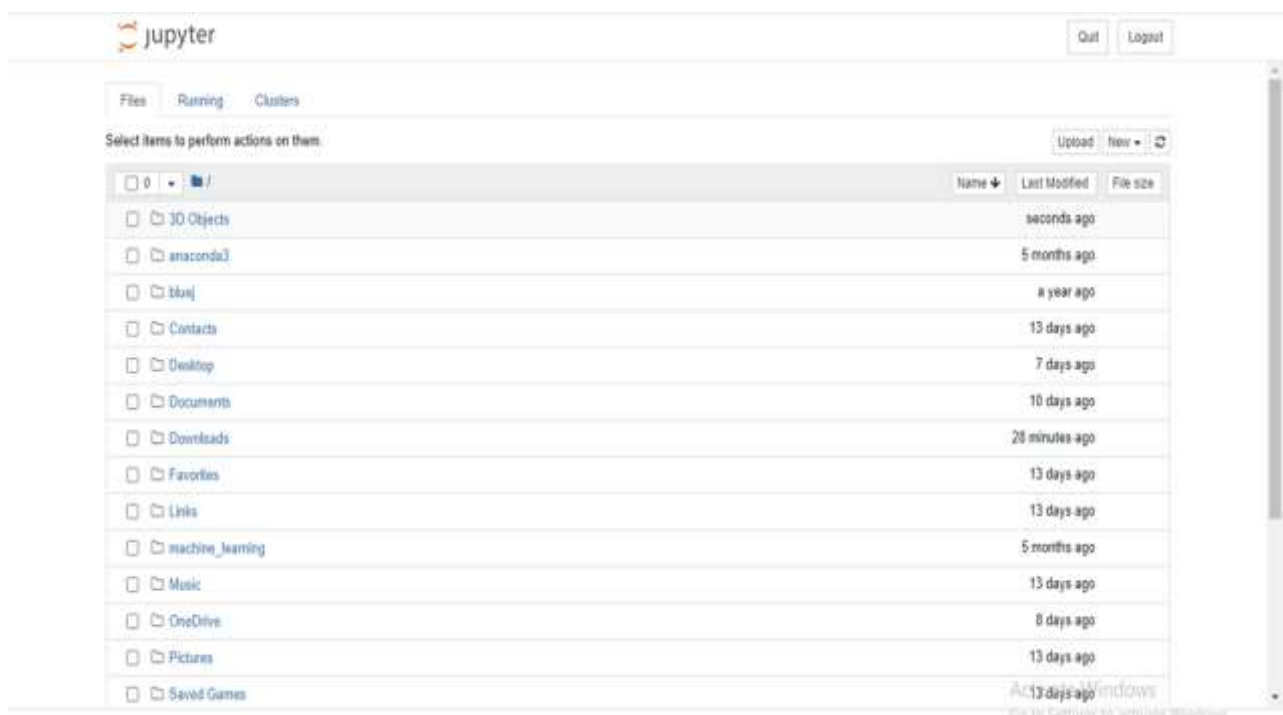 jupyter
Quit Logout
Files Running Clusters
Select items to perform actions on them.
Upload New
0 /
Name Last Modified File size
3D Objects seconds ago
anaconda3 5 months ago
bluej a year ago
Contacts 13 days ago
Desktop 7 days ago
Documents 10 days ago
Downloads 28 minutes ago
Favorites 13 days ago
Links 13 days ago
machine_learning 5 months ago
Music 13 days ago
OneDrive 8 days ago
Pictures 13 days ago
Saved Games 13 days ago
Activate Windows